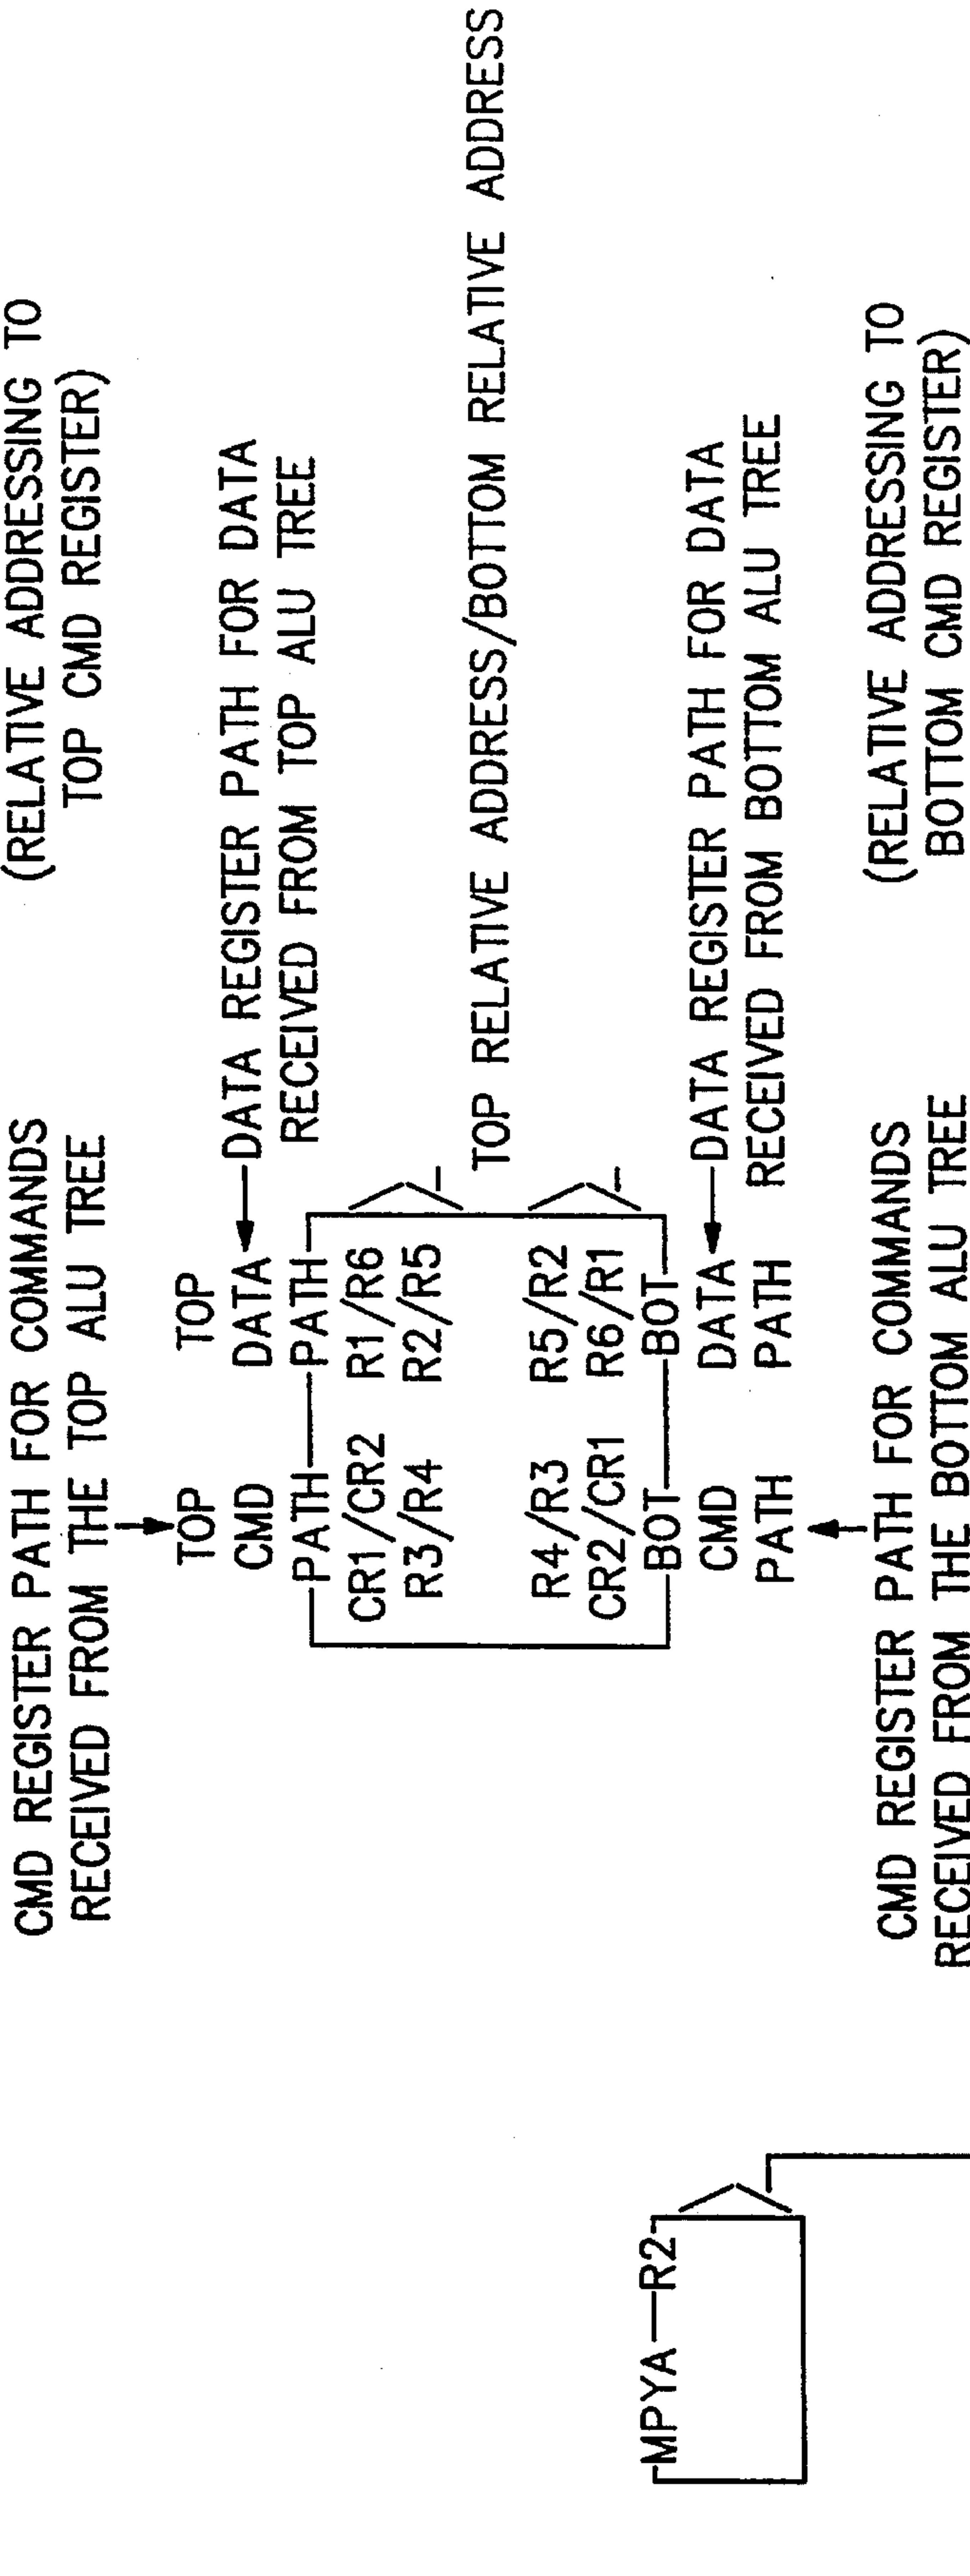 CMD REGISTER PATH FOR COMMANDS
RECEIVED FROM THE TOP ALU TREE
(RELATIVE ADDRESSING TO
TOP CMD REGISTER)
TOP TOP
CMD DATA
PATH PATH
DATA REGISTER PATH FOR DATA
RECEIVED FROM TOP ALU TREE
CR1/CR2 R1/R6
R3/R4 R2/R5
TOP RELATIVE ADDRESS/BOTTOM RELATIVE ADDRESS
R4/R3 R5/R2
CR2/CR1 R6/R1
BOT BOT
CMD DATA
PATH PATH
DATA REGISTER PATH FOR DATA
RECEIVED FROM BOTTOM ALU TREE
MPYA R2
CMD REGISTER PATH FOR COMMANDS
RECEIVED FROM THE BOTTOM ALU TREE
(RELATIVE ADDRESSING TO
BOTTOM CMD REGISTER)